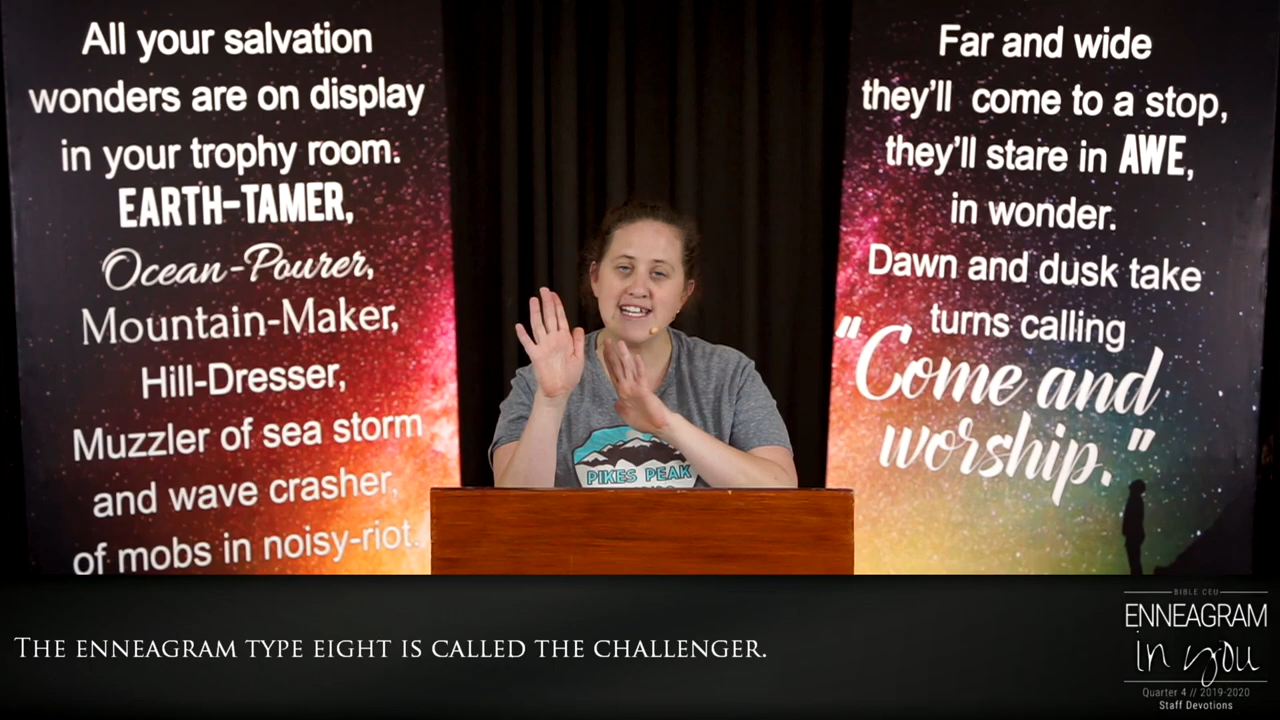 All your salvation
wonders are on display
in your trophy room.
EARTH-TAMER,
Ocean-Pourer,
Mountain-Maker,
Hill-Dresser,
Muzzler of sea storm
and wave crasher,
of mobs in noisy-riot.
Far and wide
they'll come to a stop,
they'll stare in AWE,
in wonder.
Dawn and dusk take
turns calling
"Come and
worship."
PIKES PEAK
THE ENNEAGRAM TYPE EIGHT IS CALLED THE CHALLENGER.
BIBLE CEU
ENNEAGRAM
in you
Quarter 4 // 2019-2020
Staff Devotions